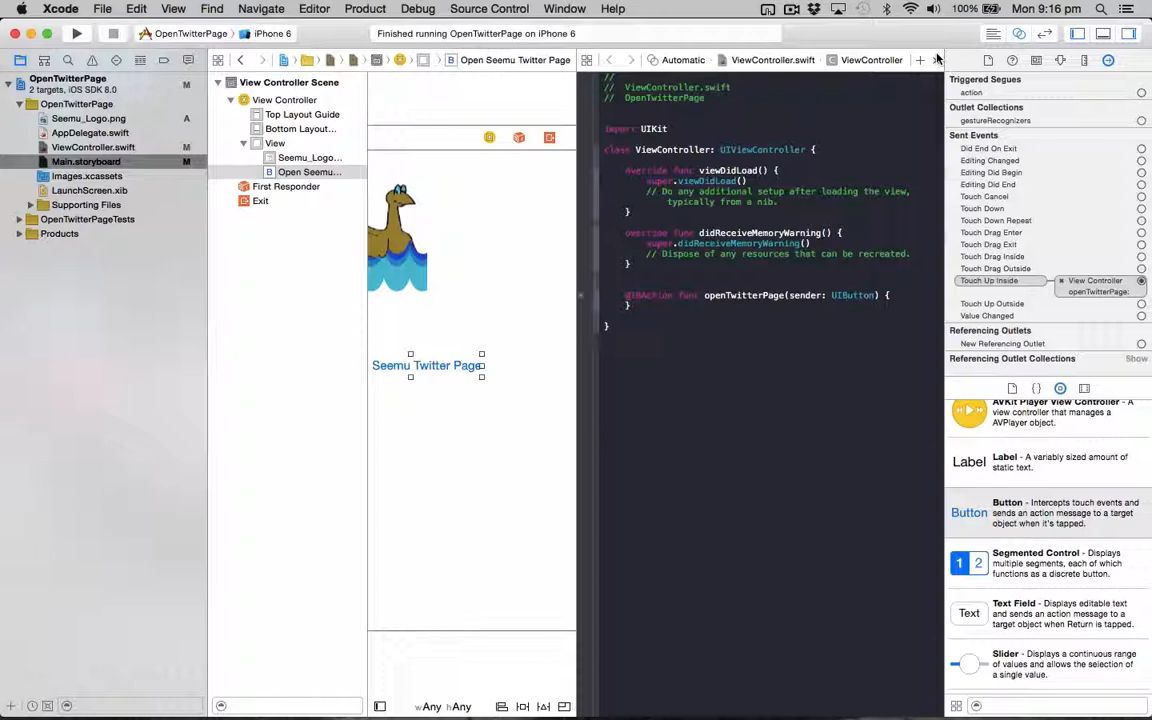 Xcode File Edit View Find Navigate Editor Product Debug Source Control Window Help 100% Mon 9:16 pm
OpenTwitterPage iPhone 6 Finished running OpenTwitterPage on iPhone 6
Open Seemu Twitter Page Automatic ViewController.swift ViewController
OpenTwitterPage M
2 targets, iOS SDK 8.0
OpenTwitterPage
Seemu_Logo.png A
AppDelegate.swift
ViewController.swift M
Main.storyboard M
Images.xcassets
LaunchScreen.xib
Supporting Files
OpenTwitterPageTests
Products
View Controller Scene
View Controller
Top Layout Guide
Bottom Layout...
View
Seemu_Logo...
B Open Seemu...
First Responder
Exit
Seemu Twitter Page
wAny hAny
//
// ViewController.swift
// OpenTwitterPage
import UIKit
class ViewController: UIViewController {
override func viewDidLoad() {
super.viewDidLoad()
// Do any additional setup after loading the view,
typically from a nib.
}
override func didReceiveMemoryWarning() {
super.didReceiveMemoryWarning()
// Dispose of any resources that can be recreated.
}
@IBAction func openTwitterPage(sender: UIButton) {
}
}
Triggered Segues
action
Outlet Collections
gestureRecognizers
Sent Events
Did End On Exit
Editing Changed
Editing Did Begin
Editing Did End
Touch Cancel
Touch Down
Touch Down Repeat
Touch Drag Enter
Touch Drag Exit
Touch Drag Inside
Touch Drag Outside
Touch Up Inside View Controller
openTwitterPage:
Touch Up Outside
Value Changed
Referencing Outlets
New Referencing Outlet
Referencing Outlet Collections Show
AVKit Player View Controller - A
view controller that manages a
AVPlayer object.
Label Label - A variably sized amount of
static text.
Button - Intercepts touch events and
Button sends an action message to a target
object when it's tapped.
Segmented Control - Displays
1 2 multiple segments, each of which
functions as a discrete button.
Text Field - Displays editable text
Text and sends an action message to a
target object when Return is tapped.
Slider - Displays a continuous range
of values and allows the selection of
a single value.